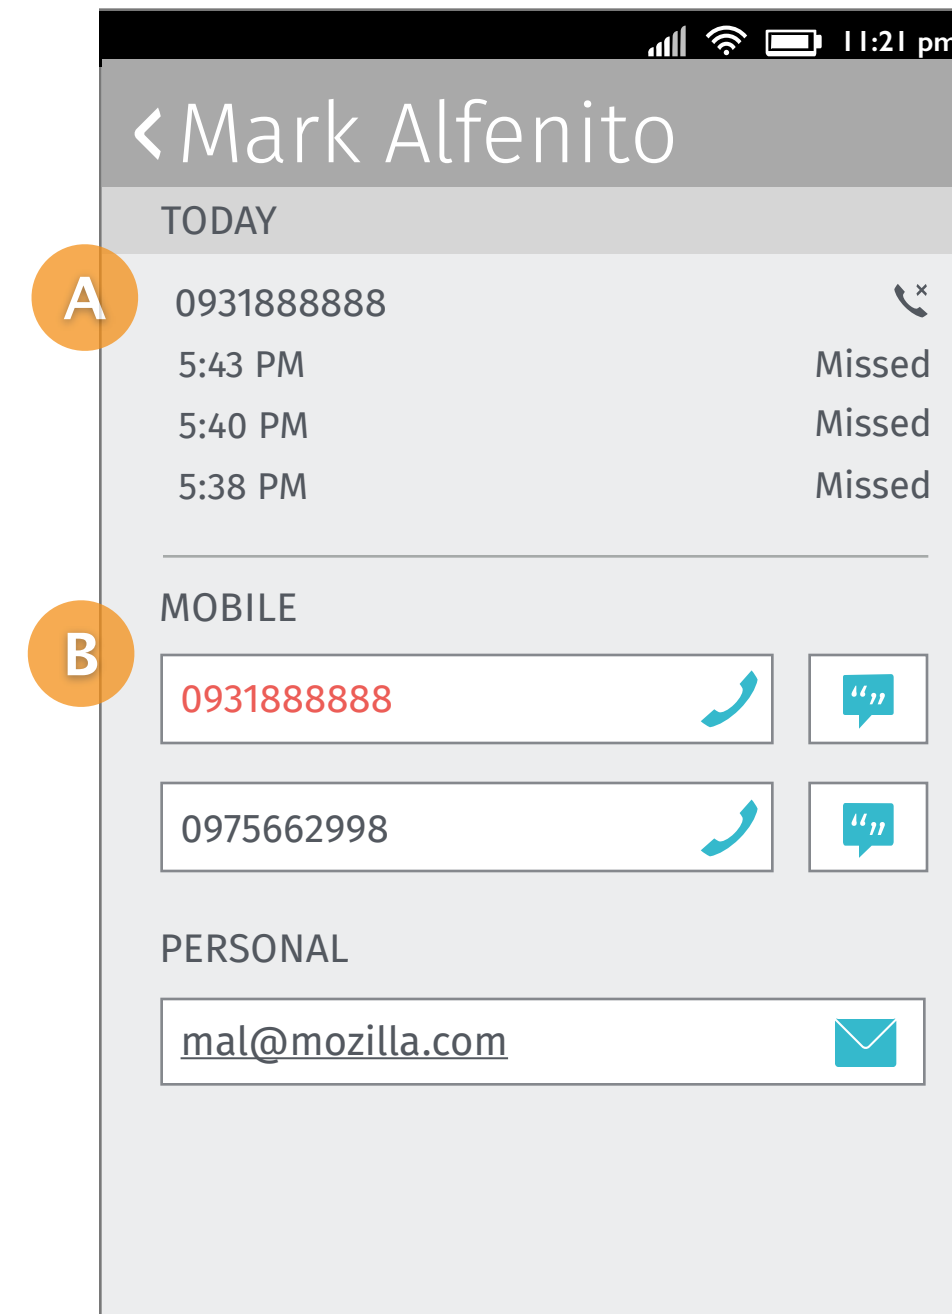 11:21 pm
Mark Alfenito
TODAY
A
0931888888
5:43 PM Missed
5:40 PM Missed
5:38 PM Missed
MOBILE
B
0931888888
0975662998
PERSONAL
mal@mozilla.com